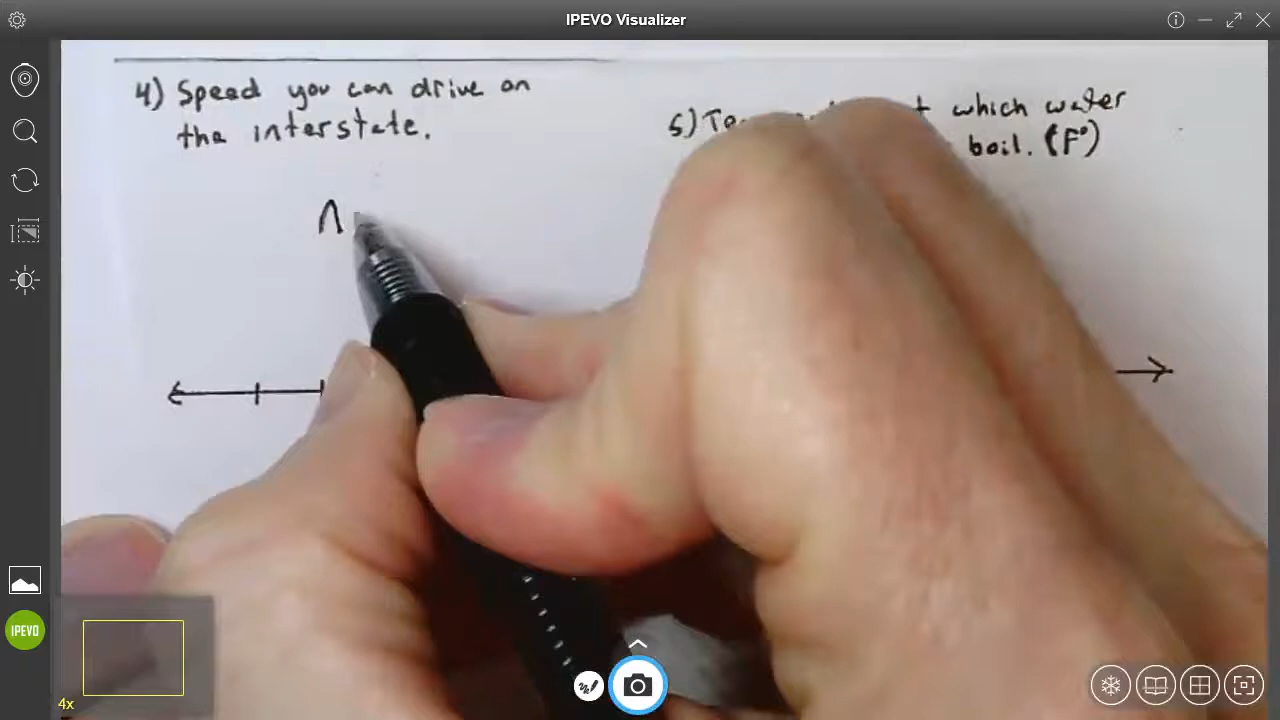 IPEVO Visualizer
4) Speed you can drive on
the interstate.
5) which water
boil. (F°)
IPEVO
4x